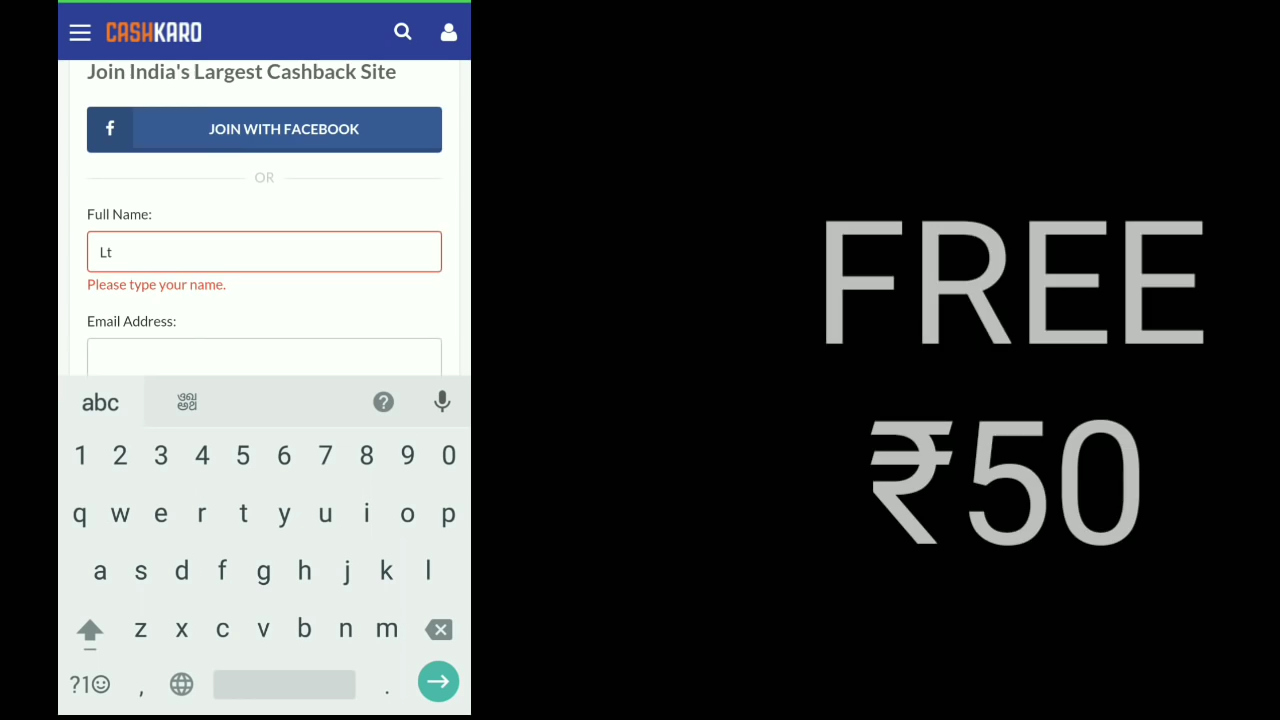 CASHKARO
Join India's Largest Cashback Site
f JOIN WITH FACEBOOK
OR
Full Name:
Lt
Please type your name.
Email Address:
abc
1 2 3 4 5 6 7 8 9 0
q w e r t y u i o p
a s d f g h j k l
z x c v b n m
?1☺ , .
FREE
₹50